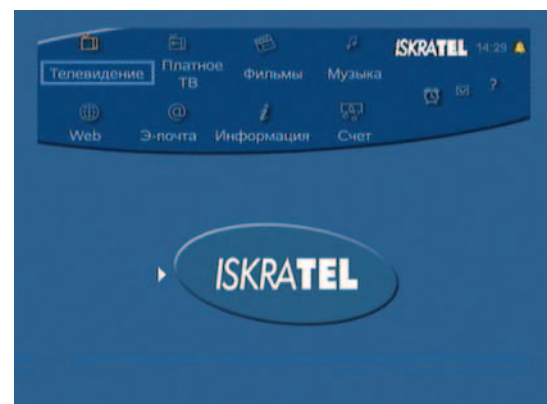 ISKRATEL 14:29
Телевидение
Платное
ТВ
Фильмы
Музыка
?
Web
Э-почта
Информация
Счет
ISKRATEL